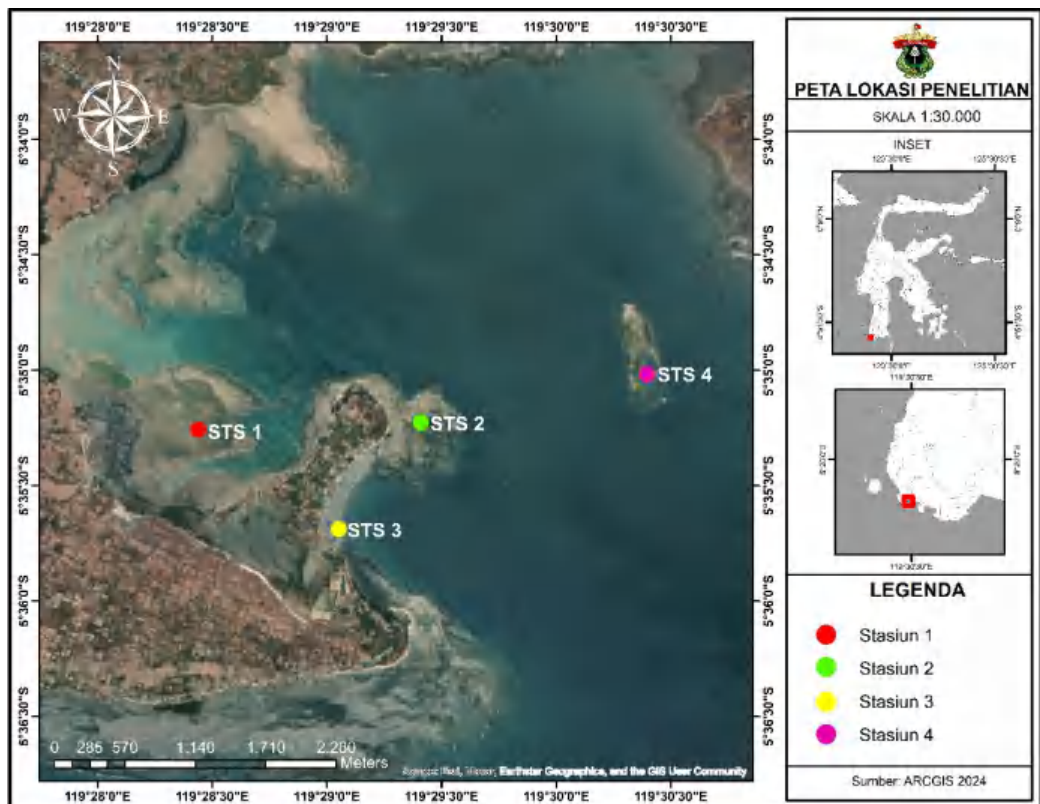 119°28'0"E 119°28'30"E 119°29'0"E 119°30'0"E 119°30'30"E
N
W E
S
5°34'0"S 5°34'0"S
5°34'30"S 5°34'30"S
5°35'0"S 5°35'0"S
5°35'30"S 5°35'30"S
5°36'0"S 5°36'0"S
5°36'30"S 5°36'30"S
STS 4
STS 2
STS 1
STS 3
0 285 570 1.140 1.710 2.280
Meters
Earthstar Geographics, and the GIS User Community
119°28'0"E 119°28'30"E 119°29'0"E 119°29'30"E 119°30'0"E 119°30'30"E
PETA LOKASI PENELITIAN
SKALA 1:30.000
INSET
LEGENDA
Stasiun 1
Stasiun 2
Stasiun 3
Stasiun 4
Sumber: ARCGIS 2024